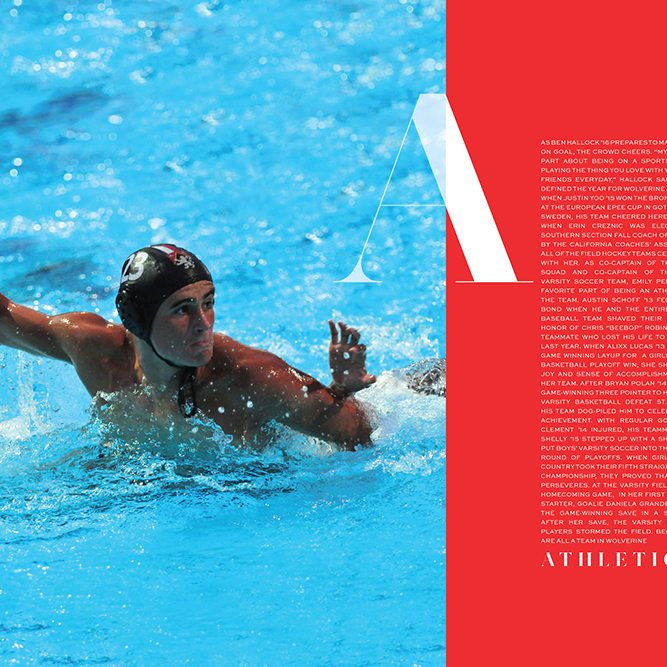 13
A
AS BEN HALLOCK '16 PREPARES TO MA
ON GOAL, THE CROWD CHEERS. "MY
PART ABOUT BEING ON A SPORT
PLAYING THE THING YOU LOVE WITH Y
FRIENDS EVERYDAY," HALLOCK SA
DEFINED THE YEAR FOR WOLVERINE A
WHEN JUSTIN YOO '15 WON THE BRON
AT THE EUROPEAN EPEE CUP IN GOT
SWEDEN, HIS TEAM CHEERED HERE
WHEN ERIN CREZNIC WAS ELEC
SOUTHERN SECTION FALL COACH OF
BY THE CALIFORNIA COACHES' ASS
ALL OF THE FIELD HOCKEY TEAMS CE
WITH HER. AS CO-CAPTAIN OF TH
SQUAD AND CO-CAPTAIN OF T
VARSITY SOCCER TEAM, EMILY PE
FAVORITE PART OF BEING AN ATH
THE TEAM. AUSTIN SCHOFF '13 FE
BOND WHEN HE AND THE ENTIRE
BASEBALL TEAM SHAVED THEIR
HONOR OF CHRIS "BEEBOP" ROBIN
TEAMMATE WHO LOST HIS LIFE TO
LAST YEAR. WHEN ALIXX LUCAS '13
GAME WINNING LAYUP FOR A GIRL
BASKETBALL PLAYOFF WIN, SHE SH
JOY AND SENSE OF ACCOMPLISHM
HER TEAM. AFTER BRYAN POLAN '14
GAME-WINNING THREE POINTER TO H
VARSITY BASKETBALL DEFEAT ST.
HIS TEAM DOG-PILED HIM TO CELE
ACHIEVEMENT. WITH REGULAR GO
CLEMENT '14 INJURED, HIS TEAMM
SHELLY '15 STEPPED UP WITH A SH
PUT BOYS' VARSITY SOCCER INTO TH
ROUND OF PLAYOFFS. WHEN GIRL
COUNTRY TOOK THEIR FIFTH STRAIG
CHAMPIONSHIP, THEY PROVED THA
PERSEVERES. AT THE VARSITY FIEL
HOMECOMING GAME, IN HER FIRST
STARTER, GOALIE DANIELA GRANDE
THE GAME-WINNING SAVE IN A S
AFTER HER SAVE, THE VARSITY
PLAYERS STORMED THE FIELD. BE
ARE ALL A TEAM IN WOLVERINE
ATHLETIC